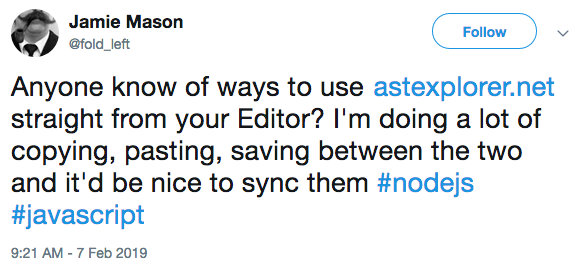 Jamie Mason
@fold_left
Follow
Anyone know of ways to use astexplorer.net
straight from your Editor? I'm doing a lot of
copying, pasting, saving between the two
and it'd be nice to sync them #nodejs
#javascript
9:21 AM - 7 Feb 2019